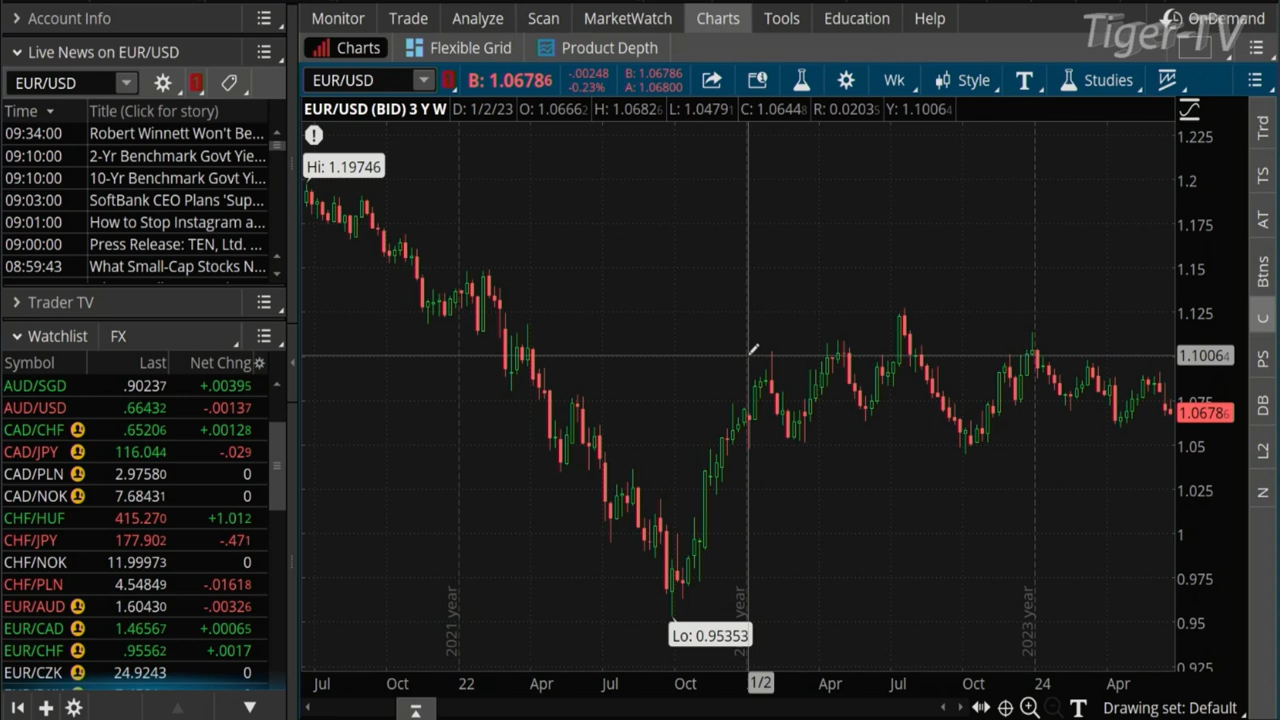 Account Info
Live News on EUR/USD
EUR/USD
Time
Title (Click for story)
09:34:00 Robert Winnett Won't Be...
09:10:00 2-Yr Benchmark Govt Yie...
09:10:00 10-Yr Benchmark Govt Yi...
09:03:00 SoftBank CEO Plans 'Sup...
09:01:00 How to Stop Instagram a...
09:00:00 Press Release: TEN, Ltd. ...
08:59:43 What Small-Cap Stocks N...
Trader TV
Watchlist FX
Symbol Last Net Chng
AUD/SGD .90237 +.00395
AUD/USD .66432 -.00137
CAD/CHF .65206 +.00128
CAD/JPY 116.044 -.029
CAD/PLN 2.97580 0
CAD/NOK 7.68431 0
CHF/HUF 415.270 +1.012
CHF/JPY 177.902 -.471
CHF/NOK 11.99973 0
CHF/PLN 4.54849 -.01618
EUR/AUD 1.60430 -.00326
EUR/CAD 1.46567 +.00065
EUR/CHF .95562 +.0017
EUR/CZK 24.9243 0
Monitor Trade Analyze Scan MarketWatch Charts Tools Education Help
OnDemand
Tiger-TV
Charts Flexible Grid Product Depth
EUR/USD B: 1.06786
-.00248
-0.23%
B: 1.06786
A: 1.06800
Wk Style T Studies
EUR/USD (BID) 3 Y W D: 1/2/23 O: 1.06662 H: 1.06826 L: 1.04791 C: 1.06448 R: 0.02035 Y: 1.10064
Hi: 1.19746
Lo: 0.95353
1.225
1.2
1.175
1.15
1.125
1.10064
1.075
1.06786
1.05
1.025
1
0.975
0.95
0.925
2021 year
2023 year
Jul Oct 22 Apr Jul Oct 1/2 Apr Jul Oct 24 Apr
Trd
TS
AT
Btns
C
PS
DB
L2
N
T Drawing set: Default